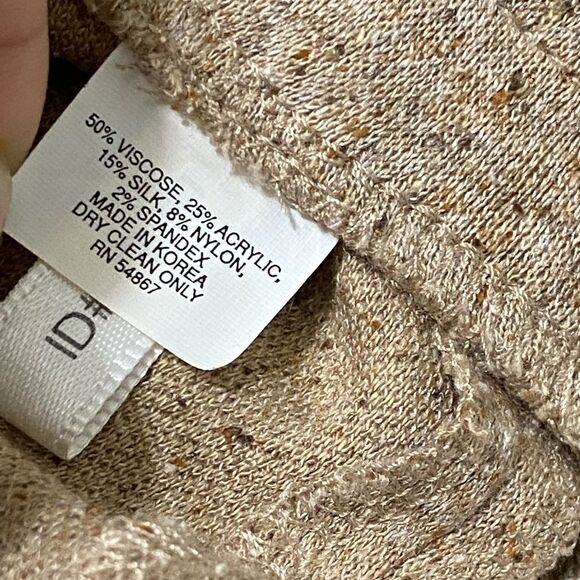 50% VISCOSE, 25% ACRYLIC,
15% SILK, 8% NYLON,
2% SPANDEX
MADE IN KOREA
DRY CLEAN ONLY
RN 54867
ID#